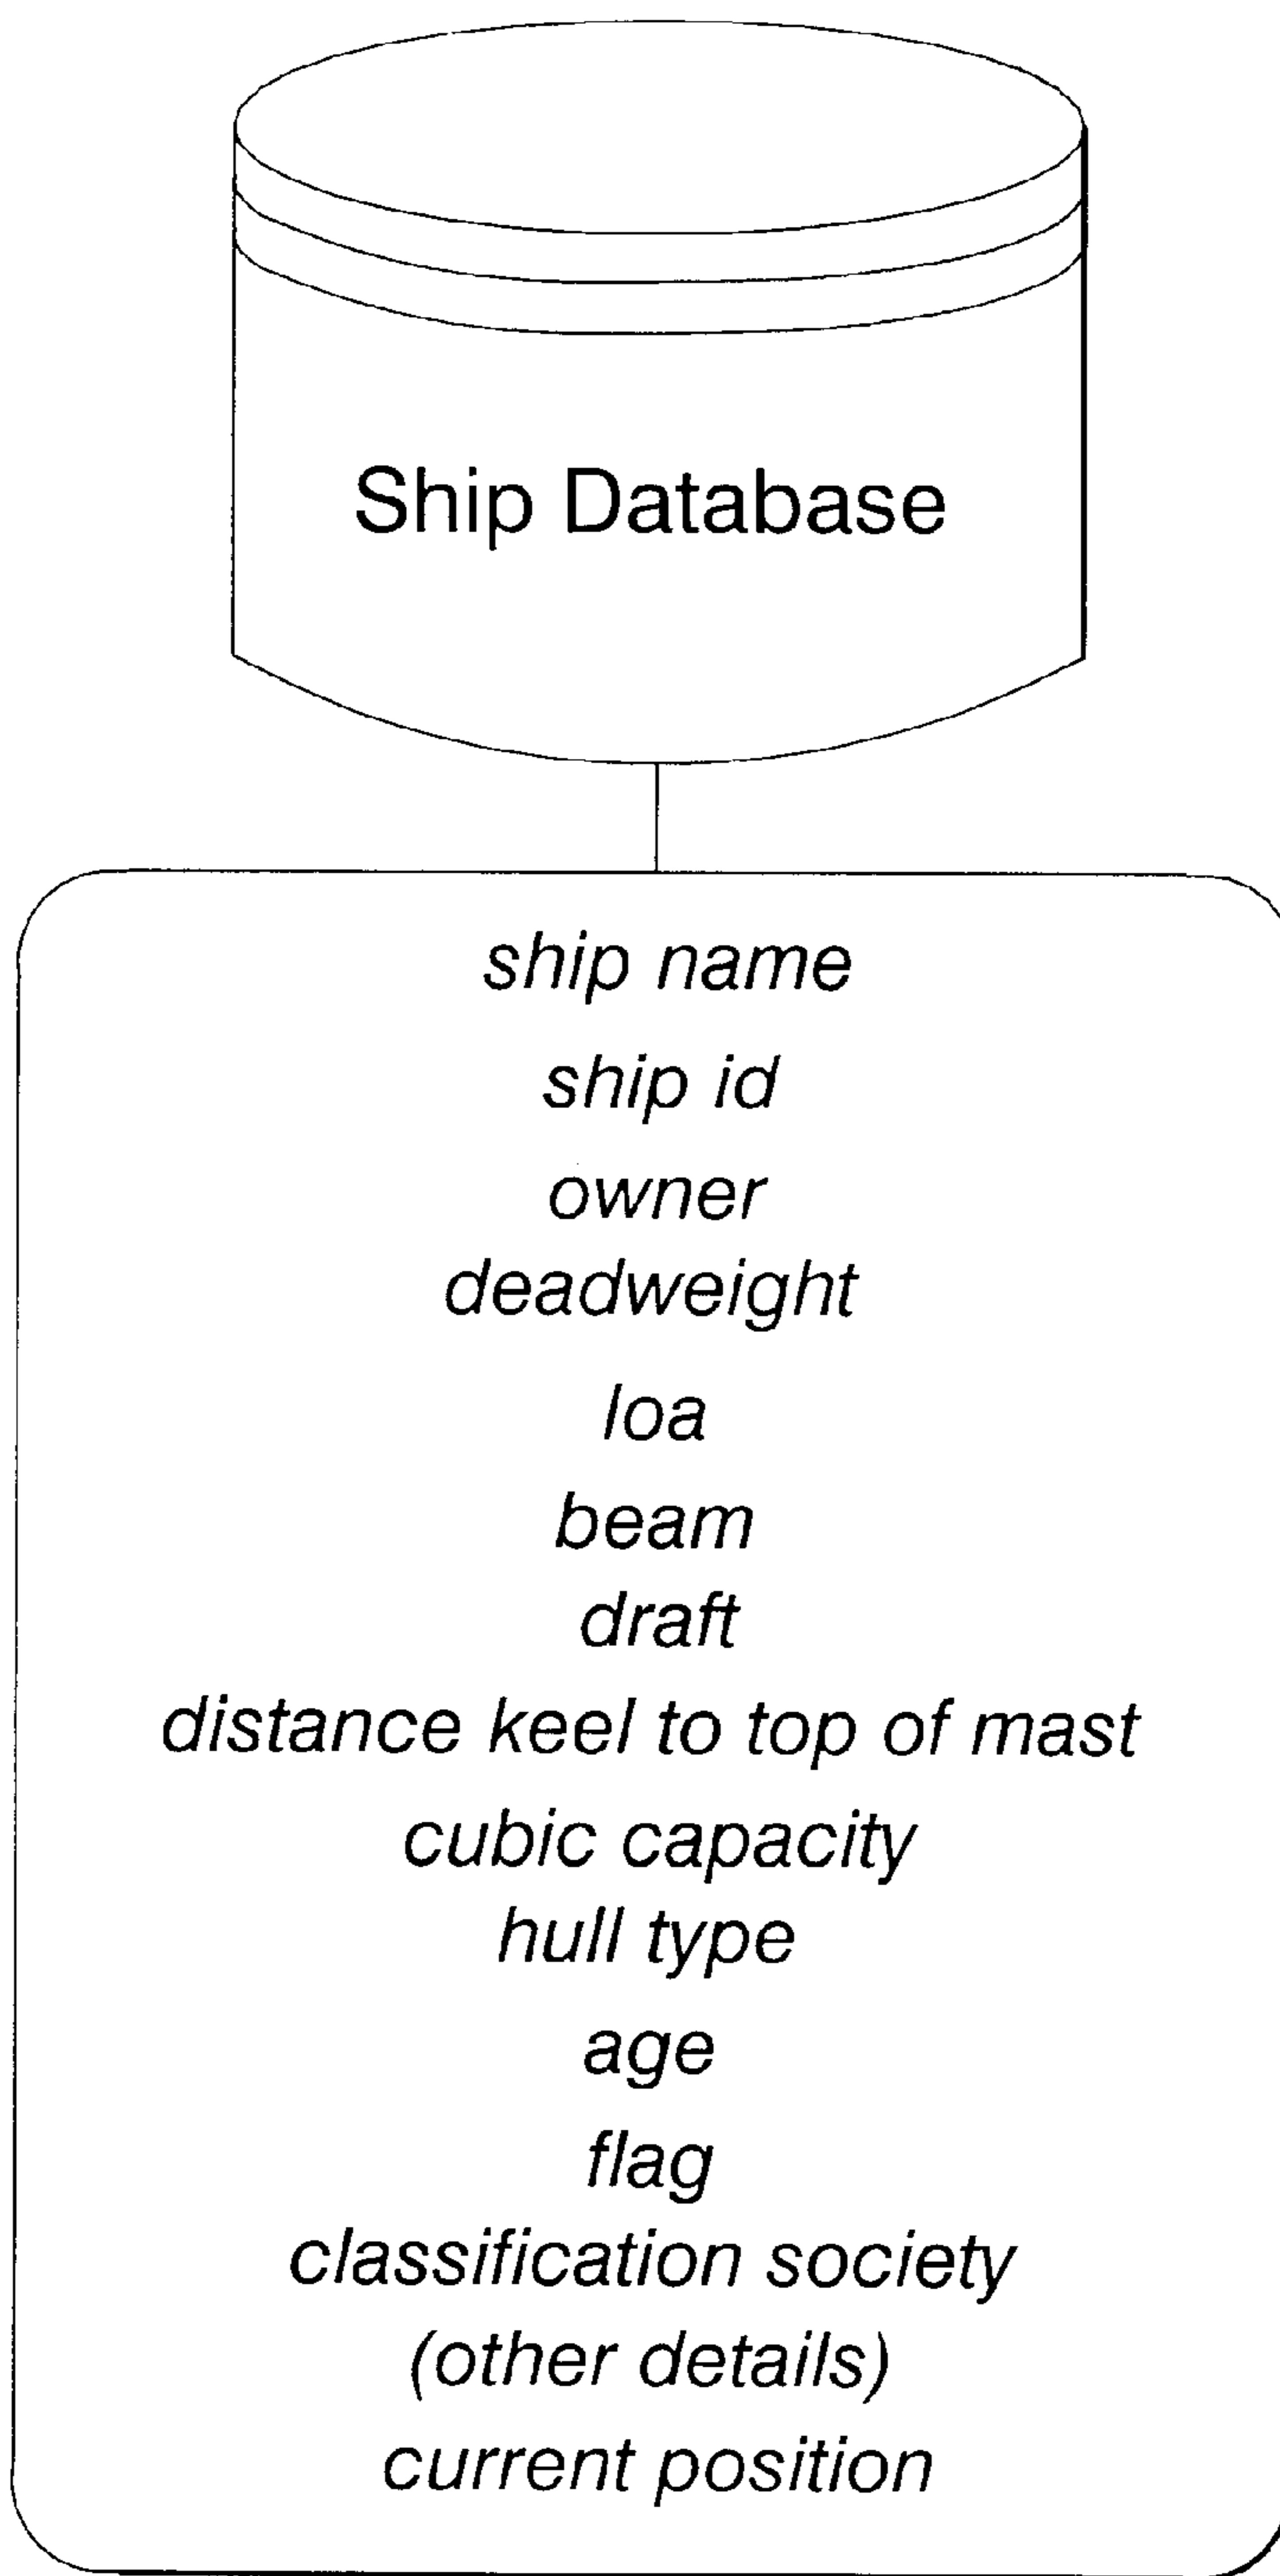 Ship Database
ship name
ship id
owner
deadweight
loa
beam
draft
distance keel to top of mast
cubic capacity
hull type
age
flag
classification society
(other details)
current position